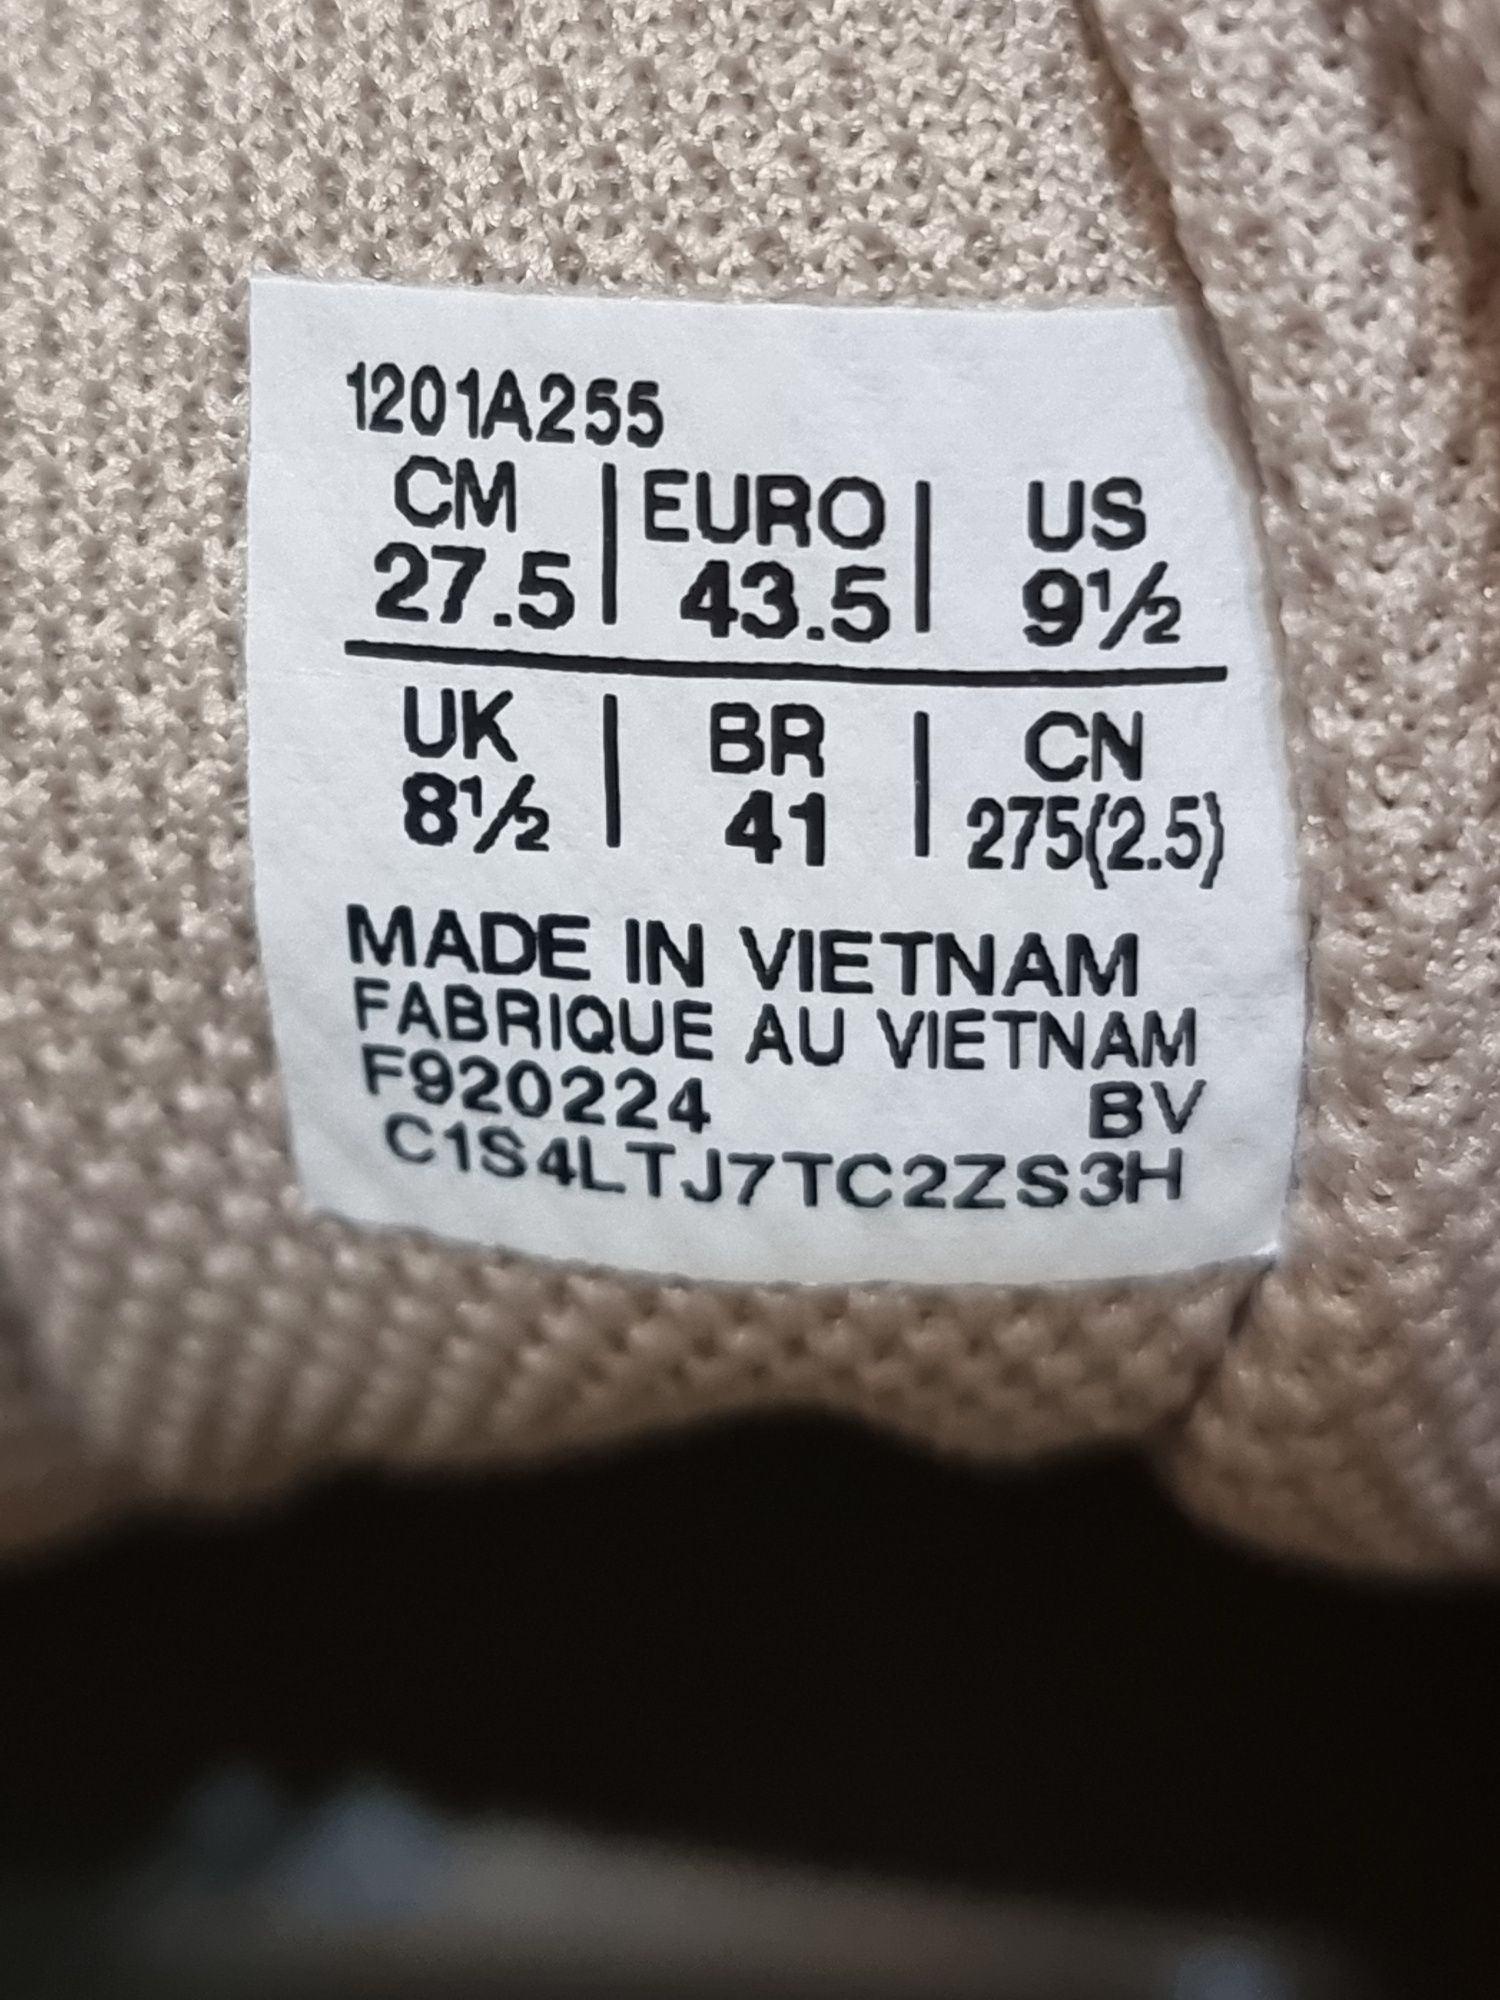 1201A255
CM | EURO | US
27.5 | 43.5 | 9½
UK | BR | CN
8½ | 41 | 275(2.5)
MADE IN VIETNAM
FABRIQUE AU VIETNAM
F920224 BV
C1S4LTJ7TC2ZS3H